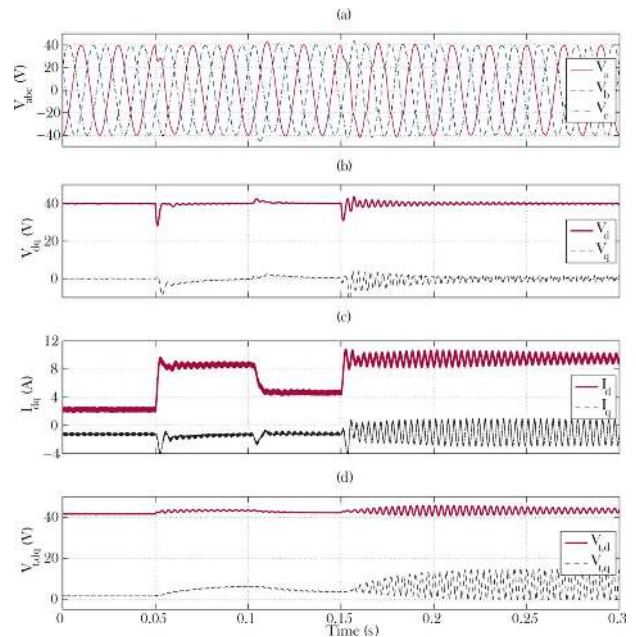 (a)
V_abc (V)
40
20
0
−20
−40
V_a
V_b
V_c
(b)
V_dq (V)
40
20
0
V_d
V_q
(c)
I_dq (A)
12
8
4
0
−4
I_d
I_q
(d)
V_t,dq (V)
40
20
0
V_t,d
V_t,q
0
0.05
0.1
0.15
0.2
0.25
0.3
Time (s)